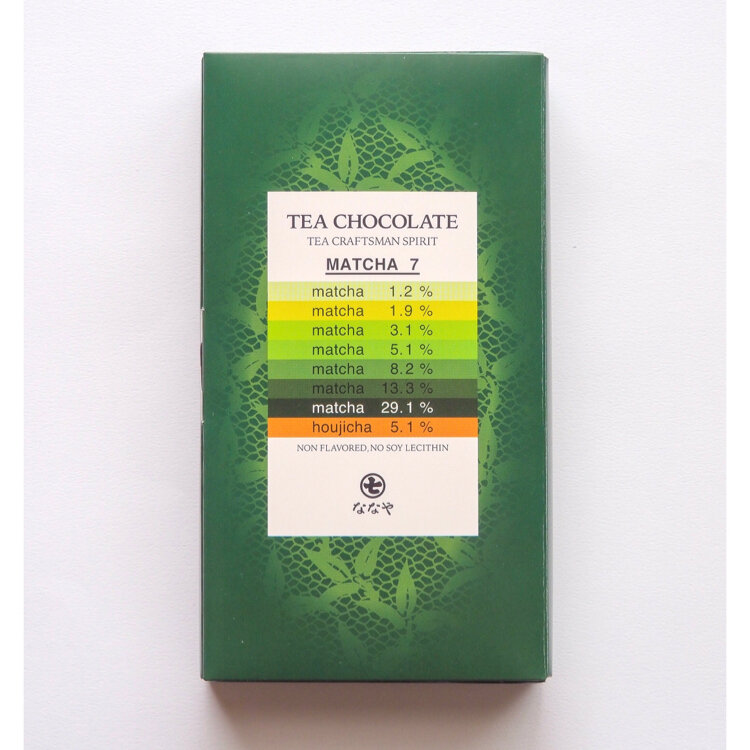 TEA CHOCOLATE
TEA CRAFTSMAN SPIRIT
MATCHA 7
matcha 1.2 %
matcha 1.9 %
matcha 3.1 %
matcha 5.1 %
matcha 8.2 %
matcha 13.3 %
matcha 29.1 %
houjicha 5.1 %
NON FLAVORED, NO SOY LECITHIN
七
ななや